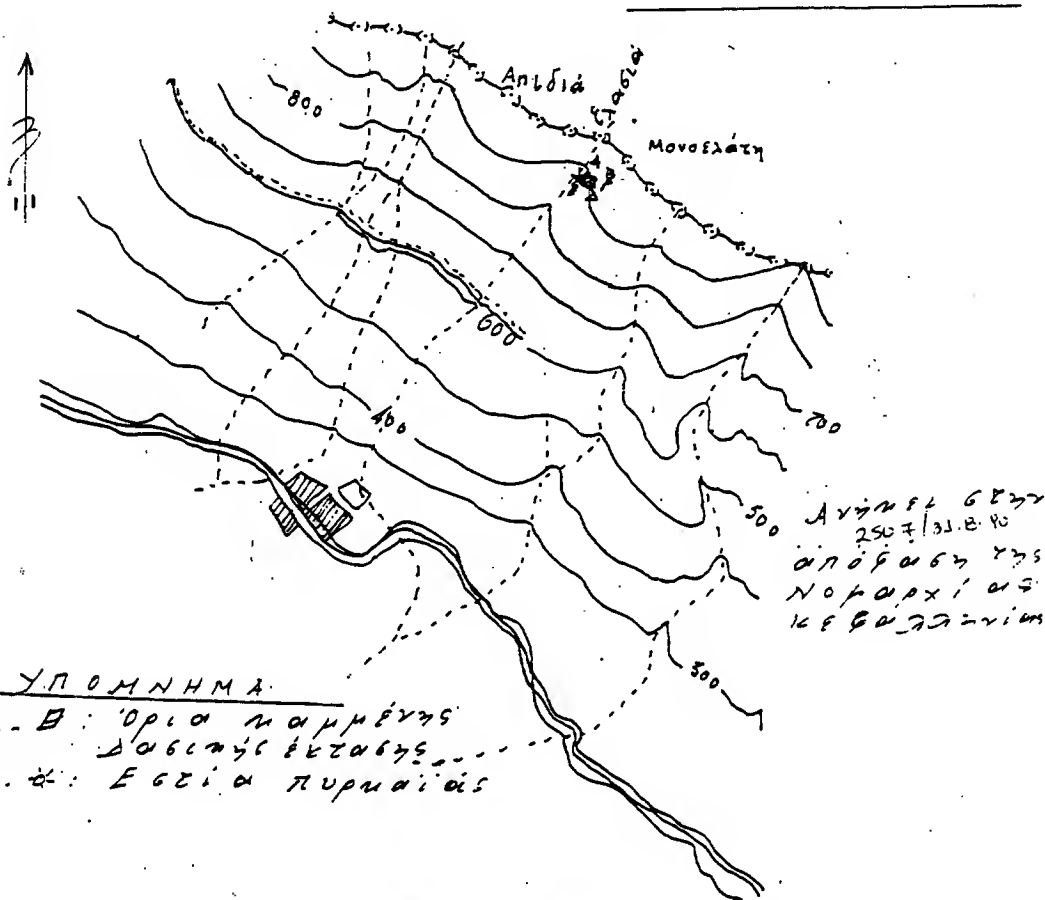 Απιδιά
στασιά
Μονοελάτη
800
600
700
400
500
Ανήκει στην
2507/31.8.90
απόφαση της
Νομαρχίας
Κεφαλληνίας
300
ΥΠΟΜΝΗΜΑ
Β: Όρια καμμένης
Δασικής έκτασης
Εστία πυρκαϊάς